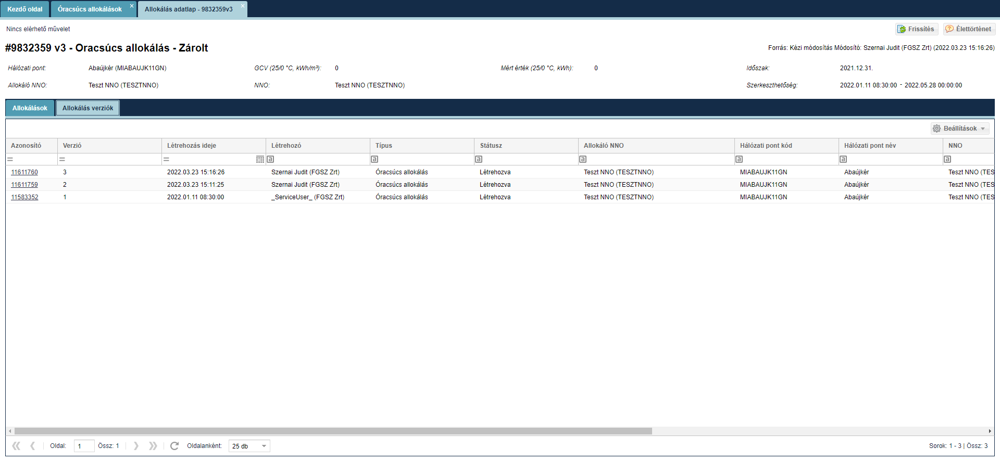 Kezdő oldal Óracsúcs allokálások Allokálás adatlap - 9832359v3
Nincs elérhető művelet Frissítés Élettörténet
#9832359 v3 - Óracsúcs allokálás - Zárolt Forrás: Kézi módosítás Módosító: Szernai Judit (FGSZ Zrt) (2022.03.23 15:16:26)
Hálózati pont: Abaújkér (MIABAUJK11GN) GCV (25/0 °C, kWh/m³): 0 Mért érték (25/0 °C, kWh): 0 Időszak: 2021.12.31.
Allokáló NNO: Teszt NNO (TESZTNNO) NNO: Teszt NNO (TESZTNNO) Szerkeszthetőség: 2022.01.11 08:30:00 - 2022.05.28 00:00:00
Allokálások Allokálás verziók
Beállítások
Azonosító Verzió Létrehozás ideje Létrehozó Típus Státusz Allokáló NNO Hálózati pont kód Hálózati pont név NNO
11611760 3 2022.03.23 15:16:26 Szernai Judit (FGSZ Zrt) Óracsúcs allokálás Létrehozva Teszt NNO (TESZTNNO) MIABAUJK11GN Abaújkér Teszt NNO (TES
11611759 2 2022.03.23 15:11:25 Szernai Judit (FGSZ Zrt) Óracsúcs allokálás Létrehozva Teszt NNO (TESZTNNO) MIABAUJK11GN Abaújkér Teszt NNO (TES
11583352 1 2022.01.11 08:30:00 _ServiceUser_ (FGSZ Zrt) Óracsúcs allokálás Létrehozva Teszt NNO (TESZTNNO) MIABAUJK11GN Abaújkér Teszt NNO (TES
Oldal: 1 Össz: 1 Oldalanként: 25 db Sorok: 1 - 3 | Össz: 3